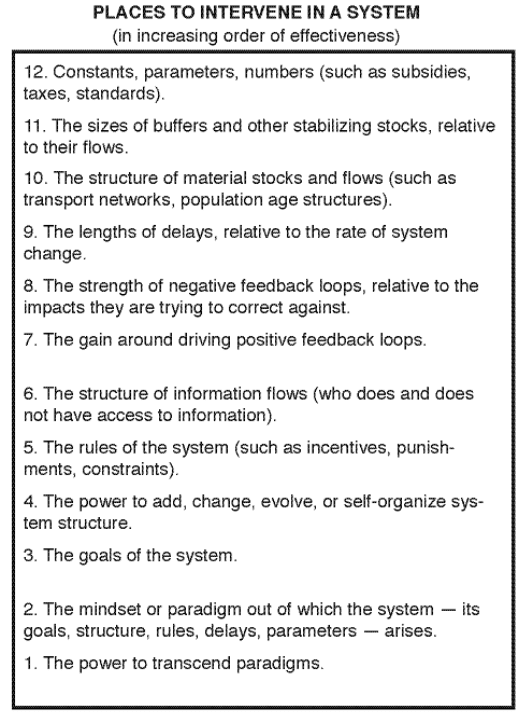 PLACES TO INTERVENE IN A SYSTEM
(in increasing order of effectiveness)
12. Constants, parameters, numbers (such as subsidies,
taxes, standards).
11. The sizes of buffers and other stabilizing stocks, relative
to their flows.
10. The structure of material stocks and flows (such as
transport networks, population age structures).
9. The lengths of delays, relative to the rate of system
change.
8. The strength of negative feedback loops, relative to the
impacts they are trying to correct against.
7. The gain around driving positive feedback loops.
6. The structure of information flows (who does and does
not have access to information).
5. The rules of the system (such as incentives, punish-
ments, constraints).
4. The power to add, change, evolve, or self-organize sys-
tem structure.
3. The goals of the system.
2. The mindset or paradigm out of which the system — its
goals, structure, rules, delays, parameters — arises.
1. The power to transcend paradigms.